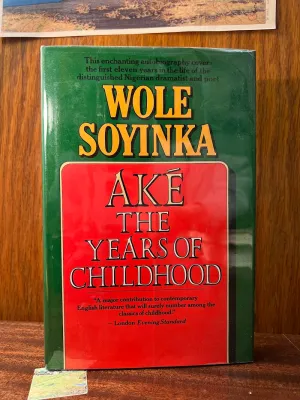 This enchanting autobiography covers
the first eleven years in the life of the
distinguished Nigerian dramatist and poet
WOLE
SOYINKA
AKÉ
THE
YEARS OF
CHILDHOOD
"A major contribution to contemporary
English literature that will surely number among the
classics of childhood."
—London Evening Standard